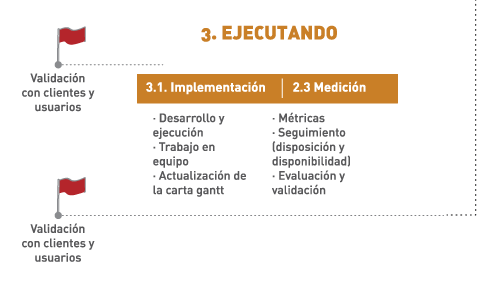 3. EJECUTANDO
Validación
con clientes y
usuarios
3.1. Implementación
· Desarrollo y
ejecución
· Trabajo en
equipo
· Actualización de
la carta gantt
2.3 Medición
· Métricas
· Seguimiento
(disposición y
disponibilidad)
· Evaluación y
validación
Validación
con clientes y
usuarios